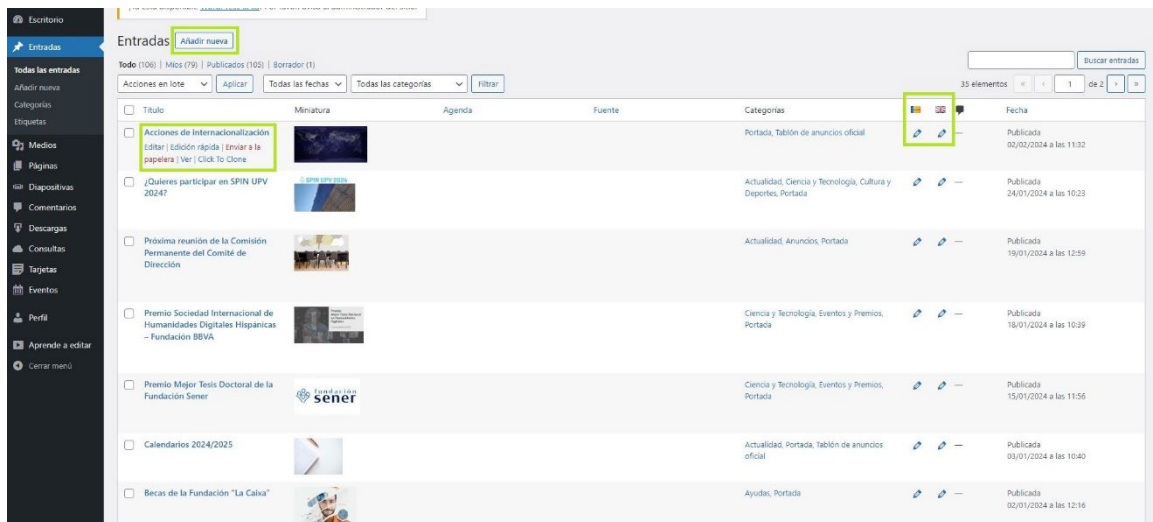 Escritorio
Entradas
Todas las entradas
Añadir nueva
Categorías
Etiquetas
Medios
Páginas
Diapositivas
Comentarios
Descargas
Consultas
Tarjetas
Eventos
Perfil
Aprende a editar
Cerrar menú
Entradas Añadir nueva
Todo (106) | Míos (79) | Publicados (105) | Borrador (1)
Buscar entradas
Acciones en lote Aplicar Todas las fechas Todas las categorías Filtrar
35 elementos « ‹ 1 de 2 › »
Título Miniatura Agenda Fuente Categorías Fecha
Acciones de internacionalización
Editar | Edición rápida | Enviar a la
papelera | Ver | Click To Clone
Portada, Tablón de anuncios oficial
—
Publicada
02/02/2024 a las 11:32
¿Quieres participar en SPIN UPV
2024?
SPIN UPV 2024
Actualidad, Ciencia y Tecnología, Cultura y
Deportes, Portada
—
Publicada
24/01/2024 a las 10:23
Próxima reunión de la Comisión
Permanente del Comité de
Dirección
Actualidad, Anuncios, Portada
—
Publicada
19/01/2024 a las 12:59
Premio Sociedad Internacional de
Humanidades Digitales Hispánicas
– Fundación BBVA
Ciencia y Tecnología, Eventos y Premios,
Portada
—
Publicada
18/01/2024 a las 10:39
Premio Mejor Tesis Doctoral de la
Fundación Sener
fundación
sener
Ciencia y Tecnología, Eventos y Premios,
Portada
—
Publicada
15/01/2024 a las 11:56
Calendarios 2024/2025
Actualidad, Portada, Tablón de anuncios
oficial
—
Publicada
03/01/2024 a las 10:40
Becas de la Fundación "La Caixa"
Ayudas, Portada
—
Publicada
02/01/2024 a las 12:16